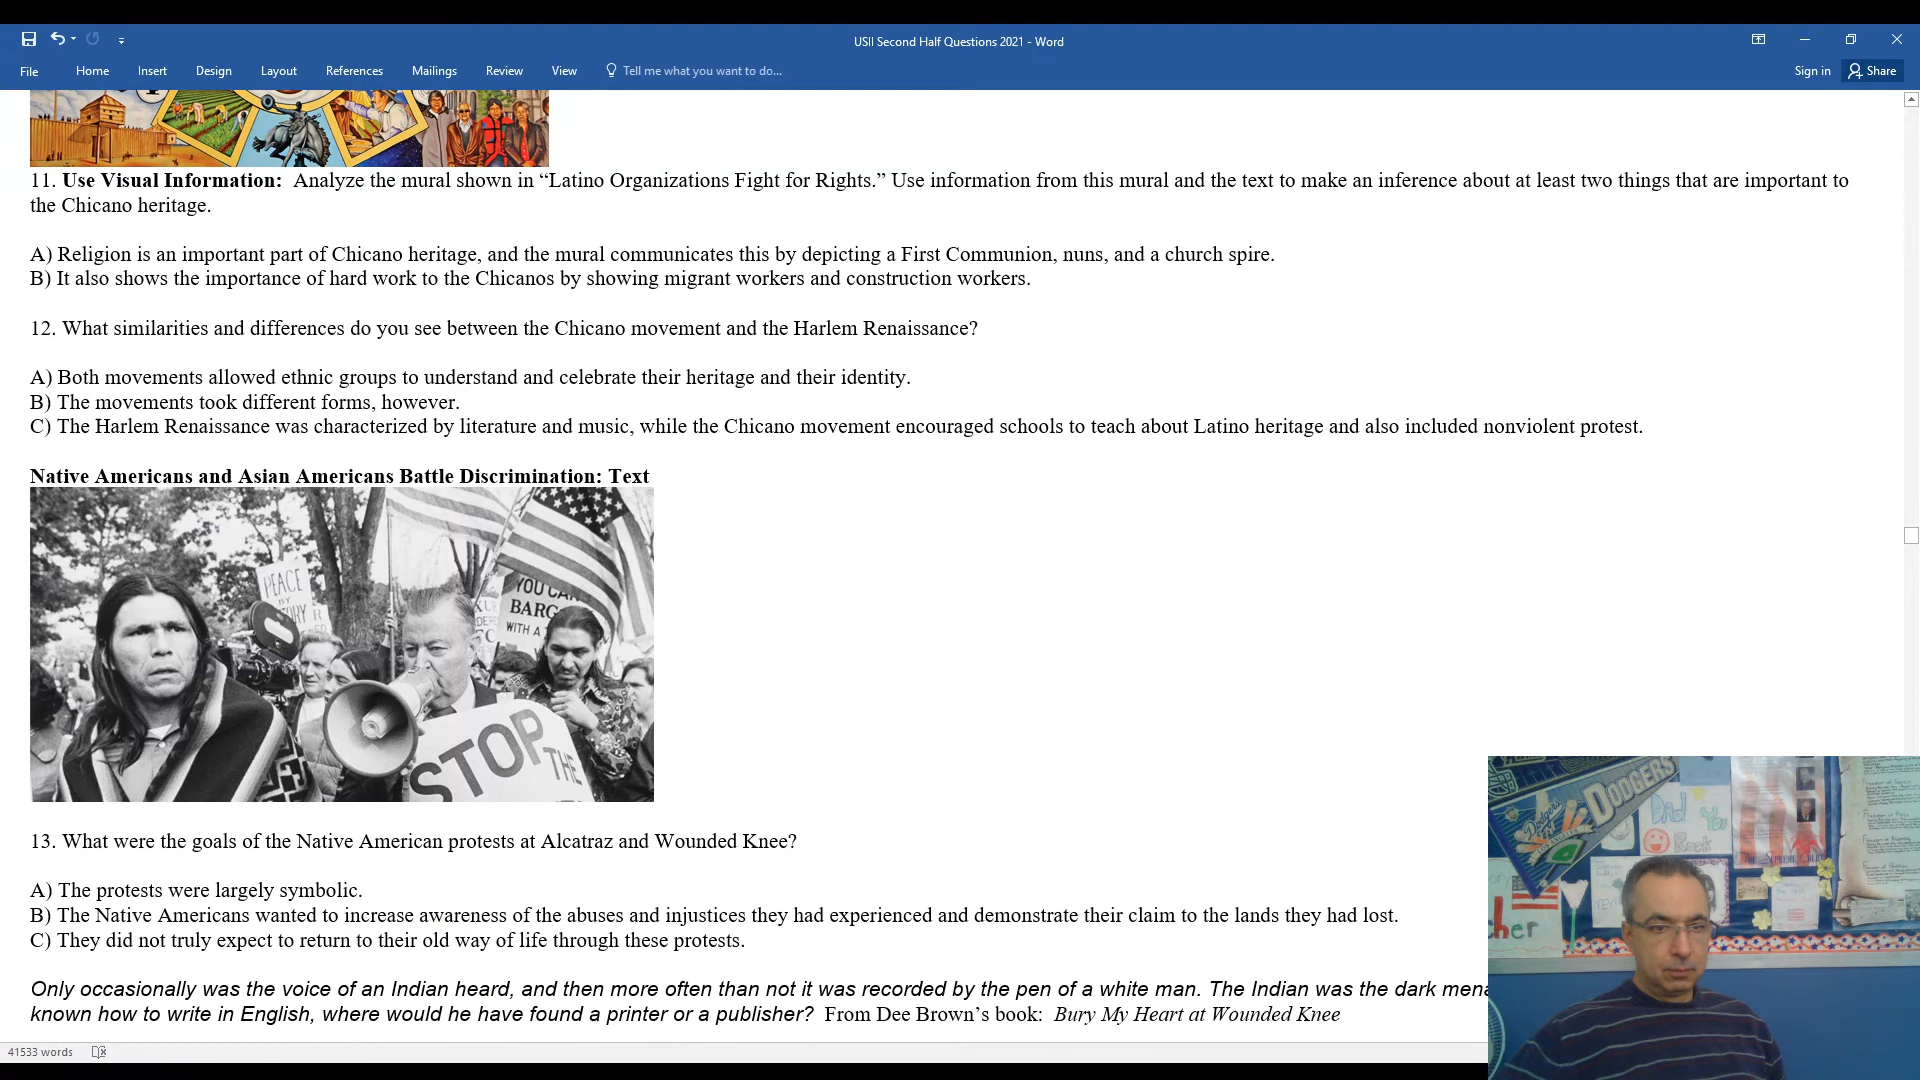 USII Second Half Questions 2021 - Word
File Home Insert Design Layout References Mailings Review View Tell me what you want to do... Sign in Share
11. Use Visual Information: Analyze the mural shown in “Latino Organizations Fight for Rights.” Use information from this mural and the text to make an inference about at least two things that are important to
the Chicano heritage.
A) Religion is an important part of Chicano heritage, and the mural communicates this by depicting a First Communion, nuns, and a church spire.
B) It also shows the importance of hard work to the Chicanos by showing migrant workers and construction workers.
12. What similarities and differences do you see between the Chicano movement and the Harlem Renaissance?
A) Both movements allowed ethnic groups to understand and celebrate their heritage and their identity.
B) The movements took different forms, however.
C) The Harlem Renaissance was characterized by literature and music, while the Chicano movement encouraged schools to teach about Latino heritage and also included nonviolent protest.
Native Americans and Asian Americans Battle Discrimination: Text
PEACE
BY
YOU CAN
BARG
WITH A
STOP
THE
13. What were the goals of the Native American protests at Alcatraz and Wounded Knee?
A) The protests were largely symbolic.
B) The Native Americans wanted to increase awareness of the abuses and injustices they had experienced and demonstrate their claim to the lands they had lost.
C) They did not truly expect to return to their old way of life through these protests.
Only occasionally was the voice of an Indian heard, and then more often than not it was recorded by the pen of a white man. The Indian was the dark mena
known how to write in English, where would he have found a printer or a publisher? From Dee Brown’s book: Bury My Heart at Wounded Knee
41533 words
DODGERS
Dodgers
Dad
You
Rock
cher